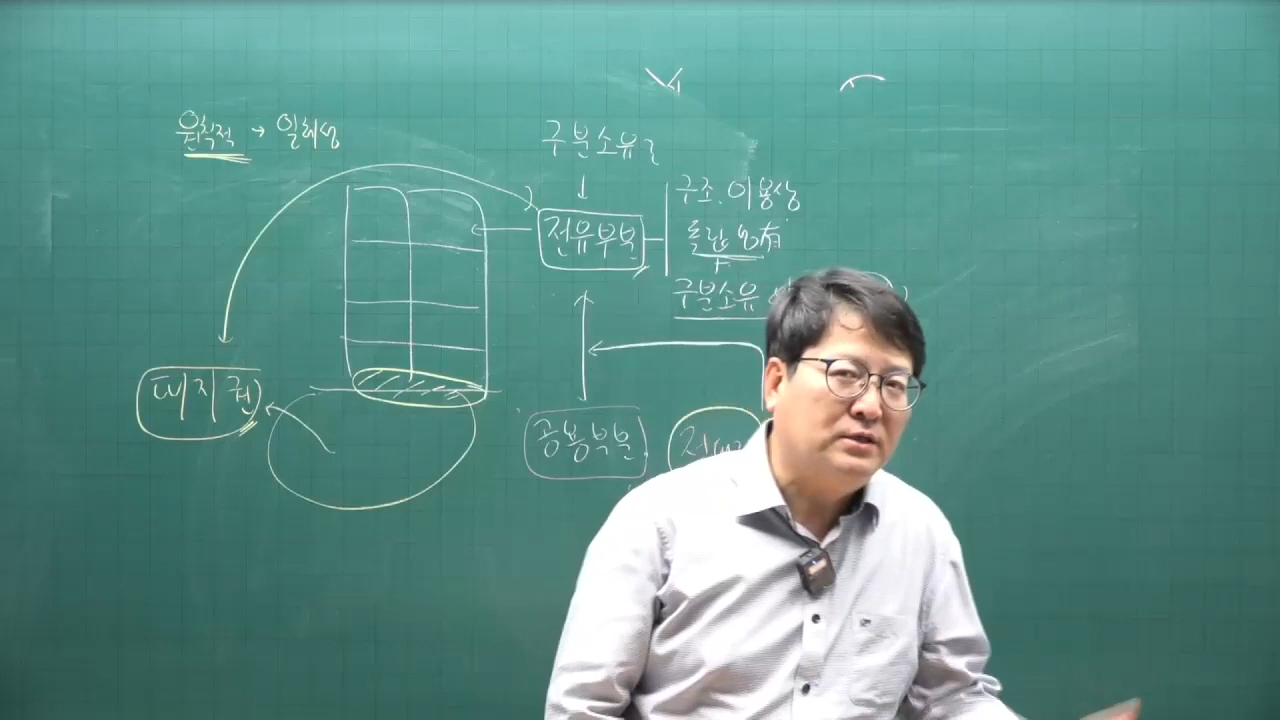 원칙적 → 일체성
구분소유권
↓
전유부분
구조.이용상
독립 有
구분소유
대지권
공용부분